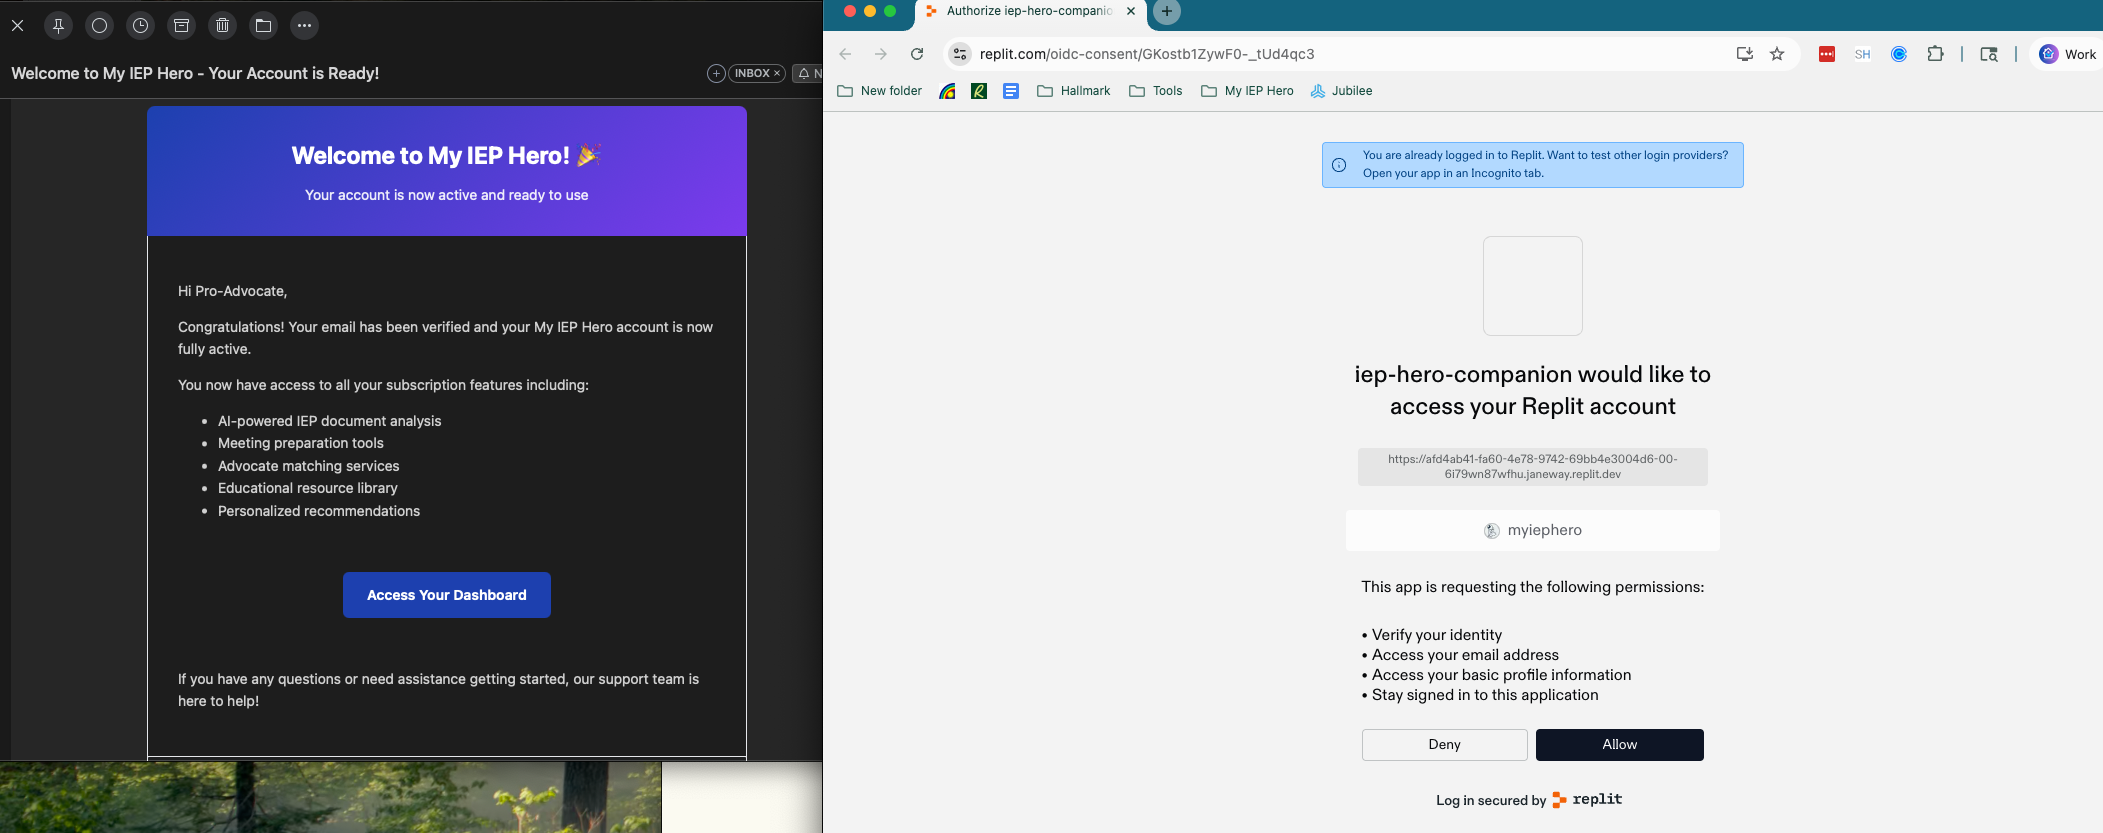 Welcome to My IEP Hero - Your Account is Ready!
INBOX ×
Welcome to My IEP Hero! 🎉
Your account is now active and ready to use
Hi Pro-Advocate,
Congratulations! Your email has been verified and your My IEP Hero account is now
fully active.
You now have access to all your subscription features including:
• AI-powered IEP document analysis
• Meeting preparation tools
• Advocate matching services
• Educational resource library
• Personalized recommendations
Access Your Dashboard
If you have any questions or need assistance getting started, our support team is
here to help!
Authorize iep-hero-companio
replit.com/oidc-consent/GKostb1ZywF0-_tUd4qc3
SH
Work
New folder
R
Hallmark
Tools
My IEP Hero
Jubilee
You are already logged in to Replit. Want to test other login providers?
Open your app in an Incognito tab.
iep-hero-companion would like to
access your Replit account
https://afd4ab41-fa60-4e78-9742-69bb4e3004d6-00-
6i79wn87wfhu.janeway.replit.dev
myiephero
This app is requesting the following permissions:
• Verify your identity
• Access your email address
• Access your basic profile information
• Stay signed in to this application
Deny
Allow
Log in secured by replit